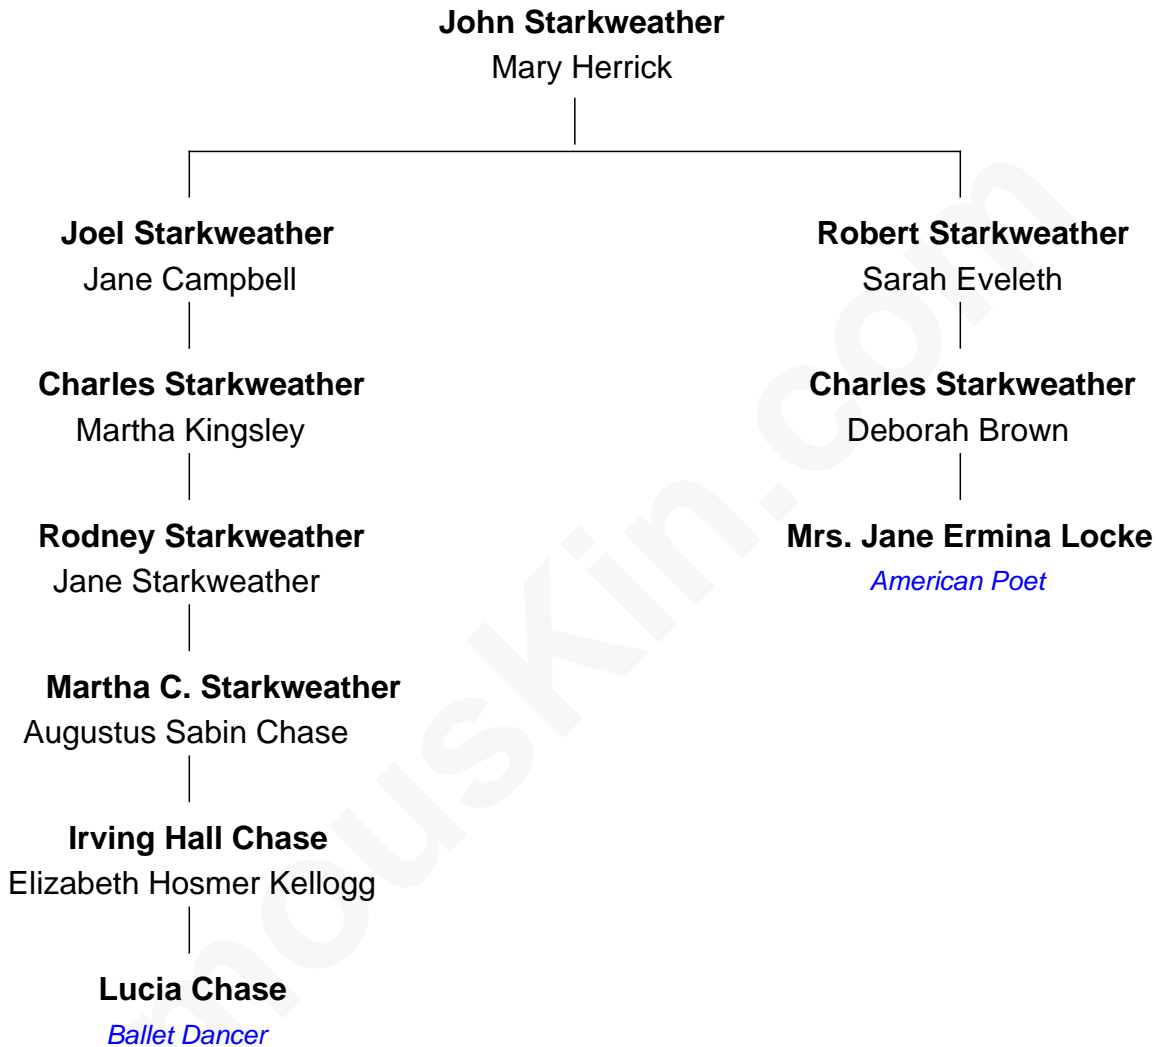 John Starkweather
Mary Herrick
Joel Starkweather
Jane Campbell
Robert Starkweather
Sarah Eveleth
Charles Starkweather
Martha Kingsley
Charles Starkweather
Deborah Brown
Rodney Starkweather
Jane Starkweather
Mrs. Jane Ermina Locke
American Poet
Martha C. Starkweather
Augustus Sabin Chase
Irving Hall Chase
Elizabeth Hosmer Kellogg
Lucia Chase
Ballet Dancer
mouskin.com